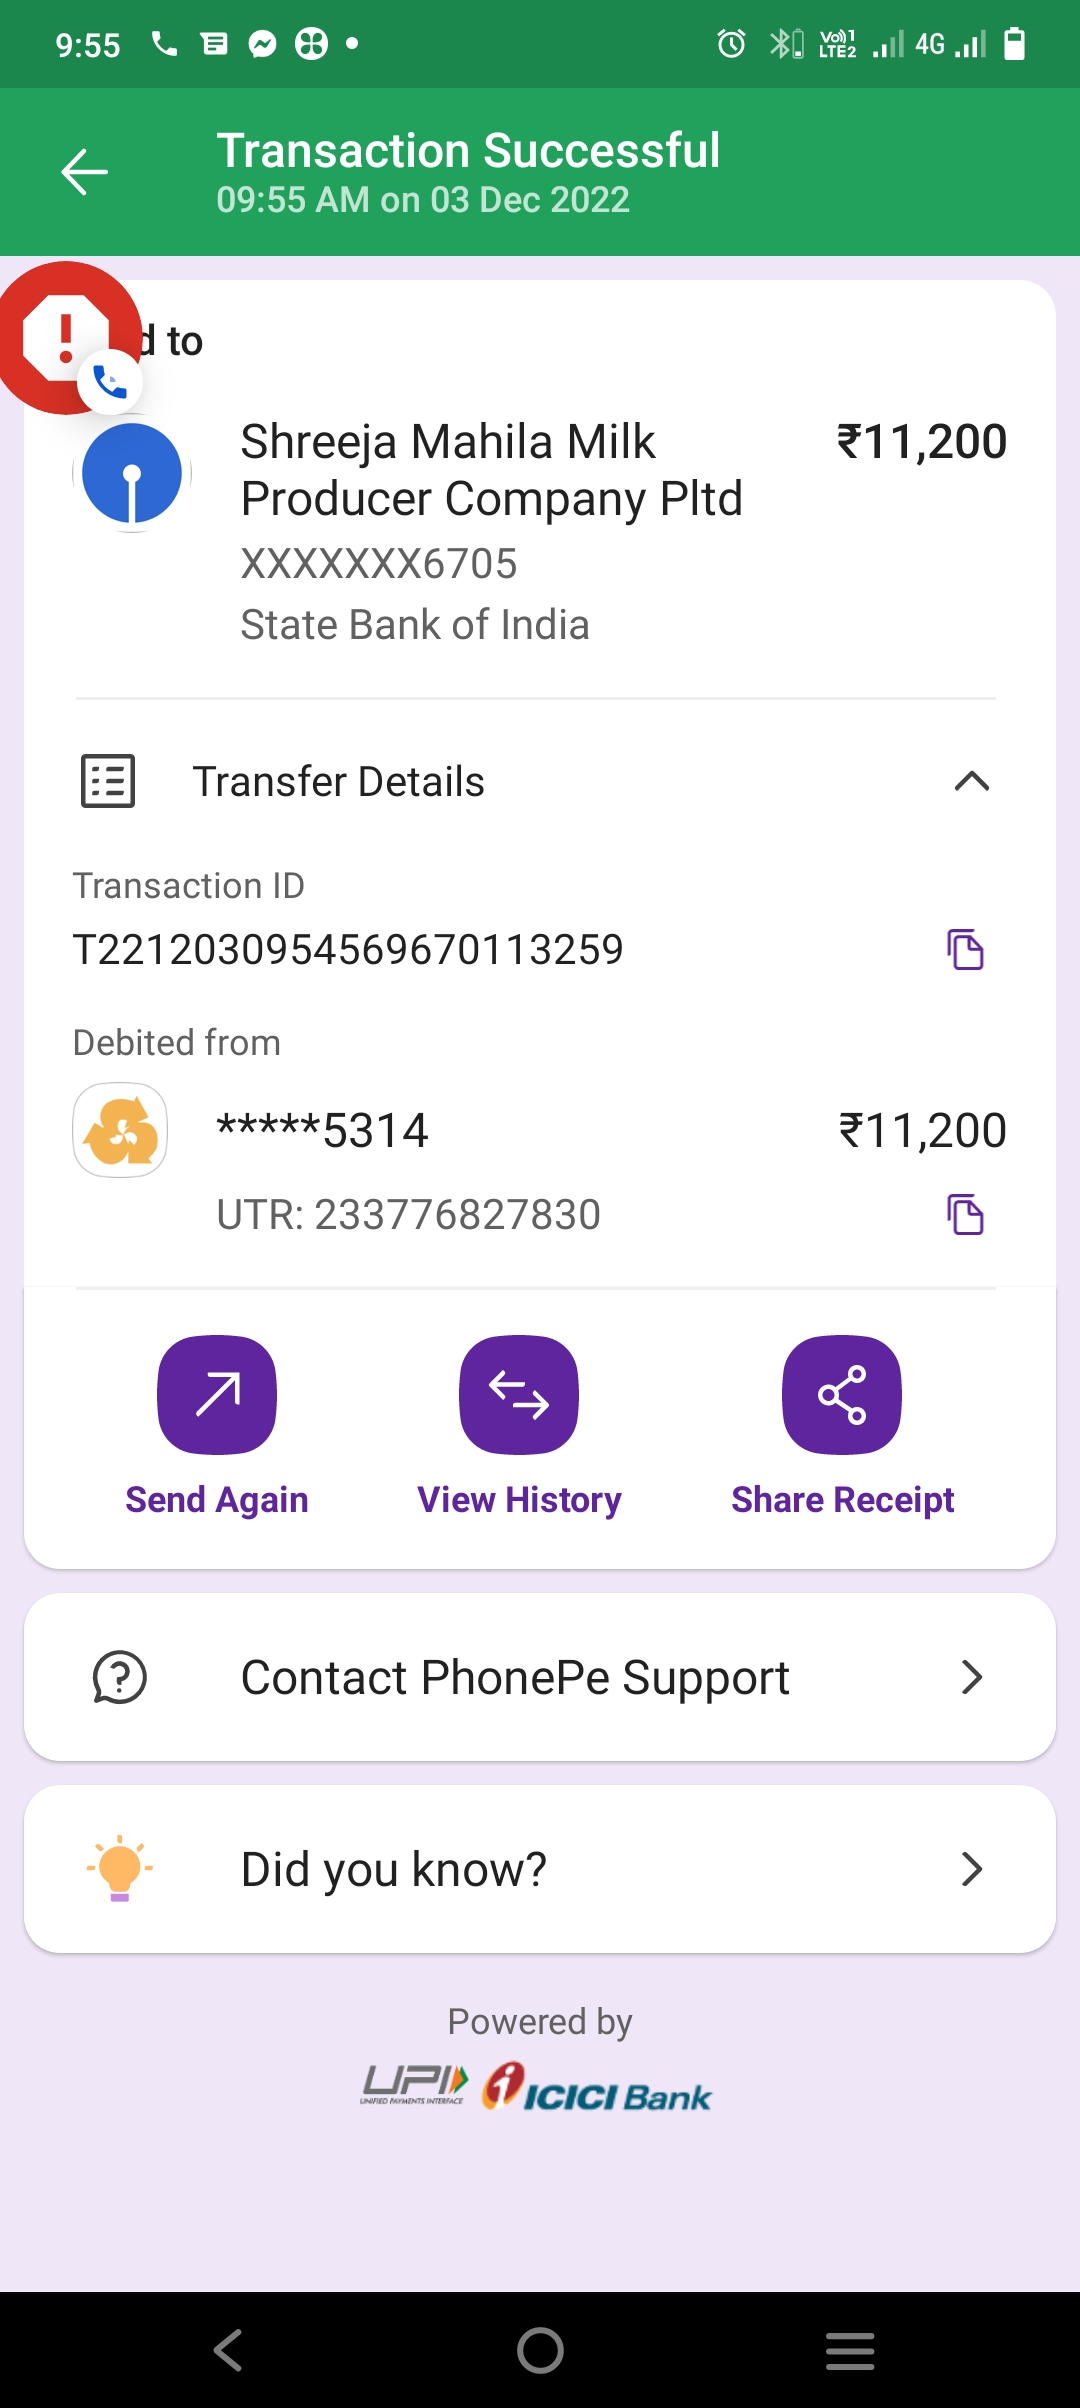 9:55
Vo))1
LTE2
4G
Transaction Successful
09:55 AM on 03 Dec 2022
d to
Shreeja Mahila Milk
Producer Company Pltd
₹11,200
XXXXXXX6705
State Bank of India
Transfer Details
Transaction ID
T2212030954569670113259
Debited from
*****5314
₹11,200
UTR: 233776827830
Send Again
View History
Share Receipt
Contact PhonePe Support
Did you know?
Powered by
UPI
UNIFIED PAYMENTS INTERFACE
ICICI Bank